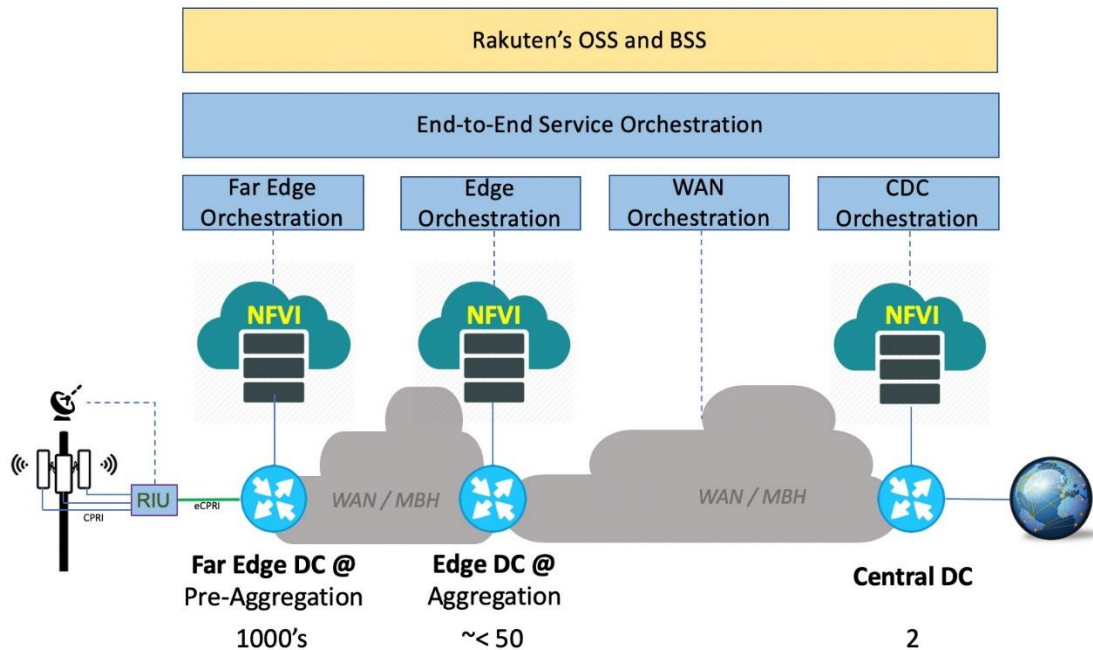 Rakuten's OSS and BSS
End-to-End Service Orchestration
Far Edge
Orchestration
Edge
Orchestration
WAN
Orchestration
CDC
Orchestration
NFVI
NFVI
NFVI
RIU
eCPRI
CPRI
WAN / MBH
WAN / MBH
Far Edge DC @
Pre-Aggregation
1000's
Edge DC @
Aggregation
~< 50
Central DC
2